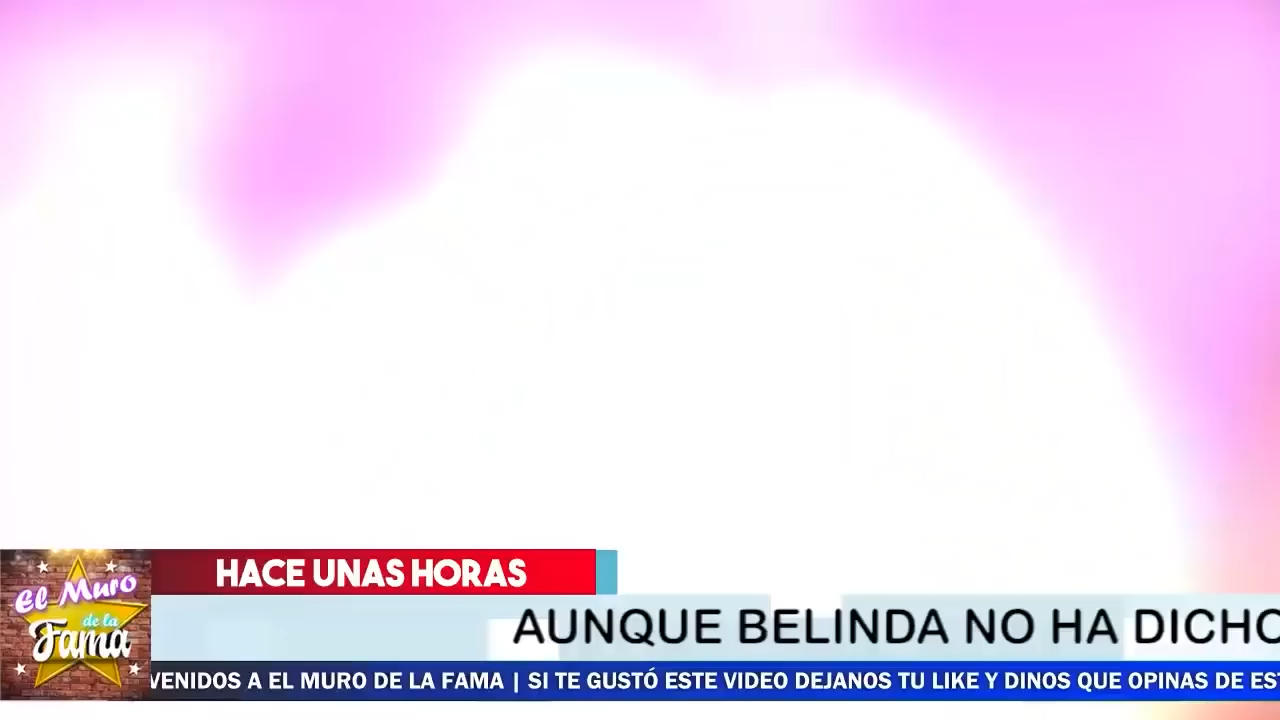 HACE UNAS HORAS
El Muro
de la
Fama
AUNQUE BELINDA NO HA DICHO
VENIDOS A EL MURO DE LA FAMA | SI TE GUSTÓ ESTE VIDEO DEJANOS TU LIKE Y DINOS QUE OPINAS DE EST